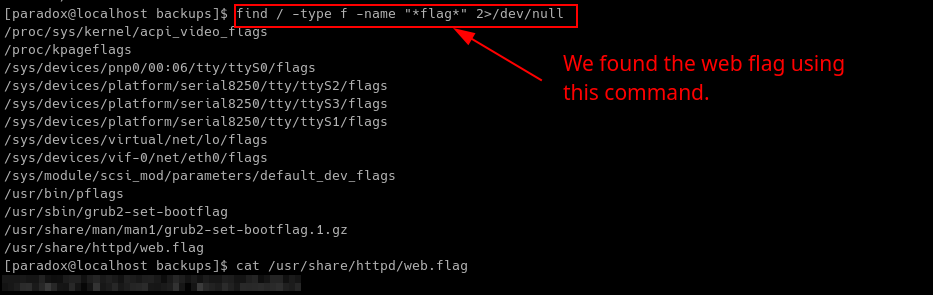 [paradox@localhost backups]$ find / -type f -name "*flag*" 2>/dev/null
/proc/sys/kernel/acpi_video_flags
/proc/kpageflags
/sys/devices/pnp0/00:06/tty/ttyS0/flags
/sys/devices/platform/serial8250/tty/ttyS2/flags
/sys/devices/platform/serial8250/tty/ttyS3/flags
/sys/devices/platform/serial8250/tty/ttyS1/flags
/sys/devices/virtual/net/lo/flags
/sys/devices/vif-0/net/eth0/flags
/sys/module/scsi_mod/parameters/default_dev_flags
/usr/bin/pflags
/usr/sbin/grub2-set-bootflag
/usr/share/man/man1/grub2-set-bootflag.1.gz
/usr/share/httpd/web.flag
[paradox@localhost backups]$ cat /usr/share/httpd/web.flag
We found the web flag using
this command.